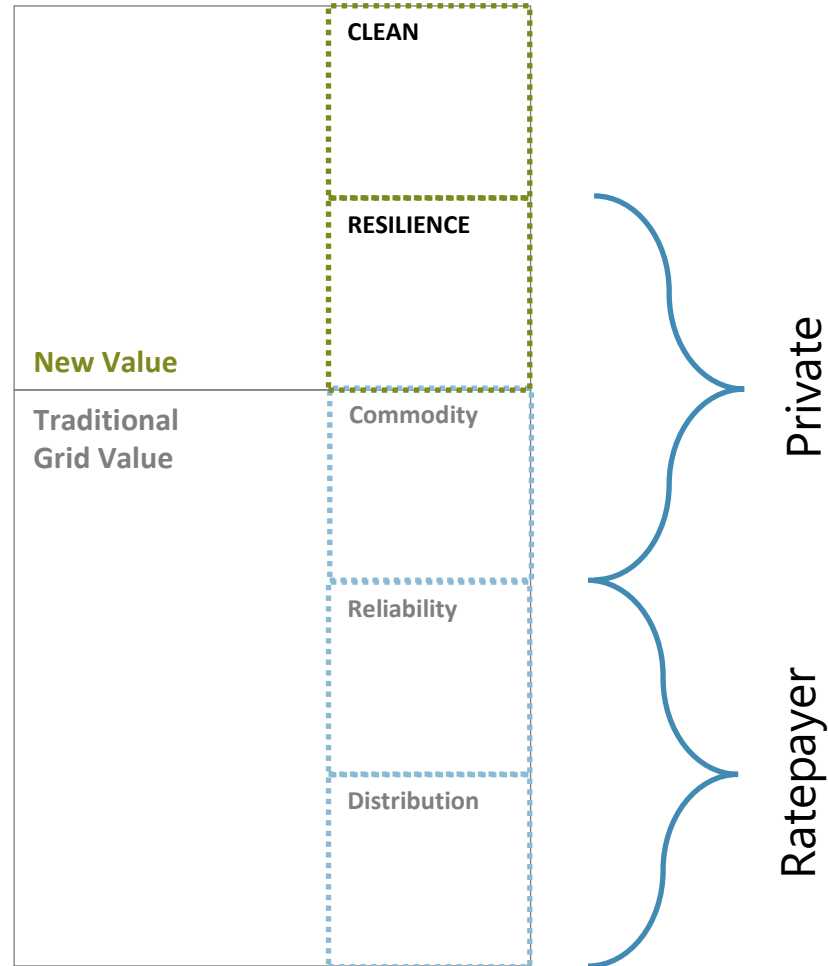 CLEAN
RESILIENCE
New Value
Traditional
Grid Value
Commodity
Reliability
Distribution
Private
Ratepayer